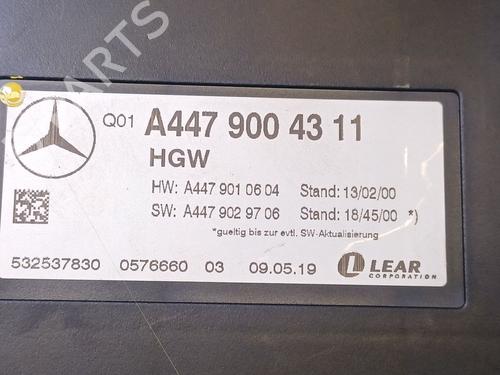 PARTS
Q01 A447 900 43 11
HGW
HW: A447 901 06 04 Stand: 13/02/00
SW: A447 902 97 06 Stand: 18/45/00 *)
*gueltig bis zur evtl. SW-Aktualisierung
532537830 0576660 03 09.05.19 LEAR
CORPORATION